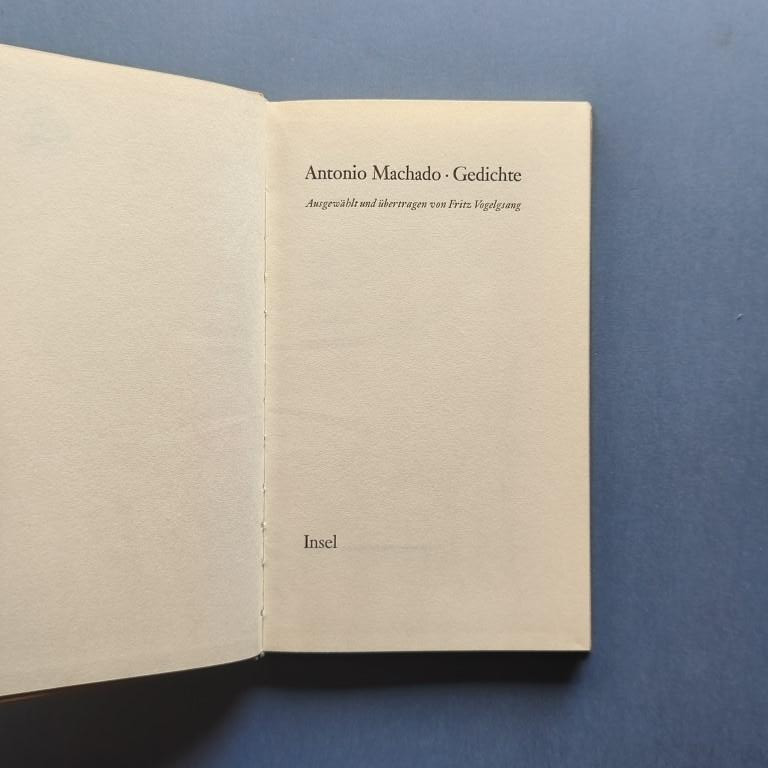 Antonio Machado · Gedichte
Ausgewählt und übertragen von Fritz Vogelgsang
Insel